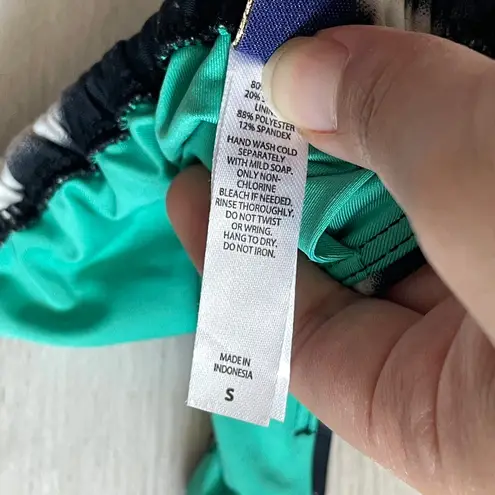 80
20% S
LININ
88% POLYESTER
12% SPANDEX
HAND WASH COLD
SEPARATELY
WITH MILD SOAP.
ONLY NON-
CHLORINE
BLEACH IF NEEDED.
RINSE THOROUGHLY.
DO NOT TWIST
OR WRING.
HANG TO DRY.
DO NOT IRON.
MADE IN
INDONESIA
S